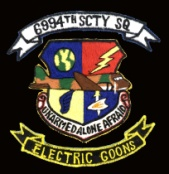 6994TH SCTY SQ
UNARMED ALONE AFRAID
ELECTRIC GOONS